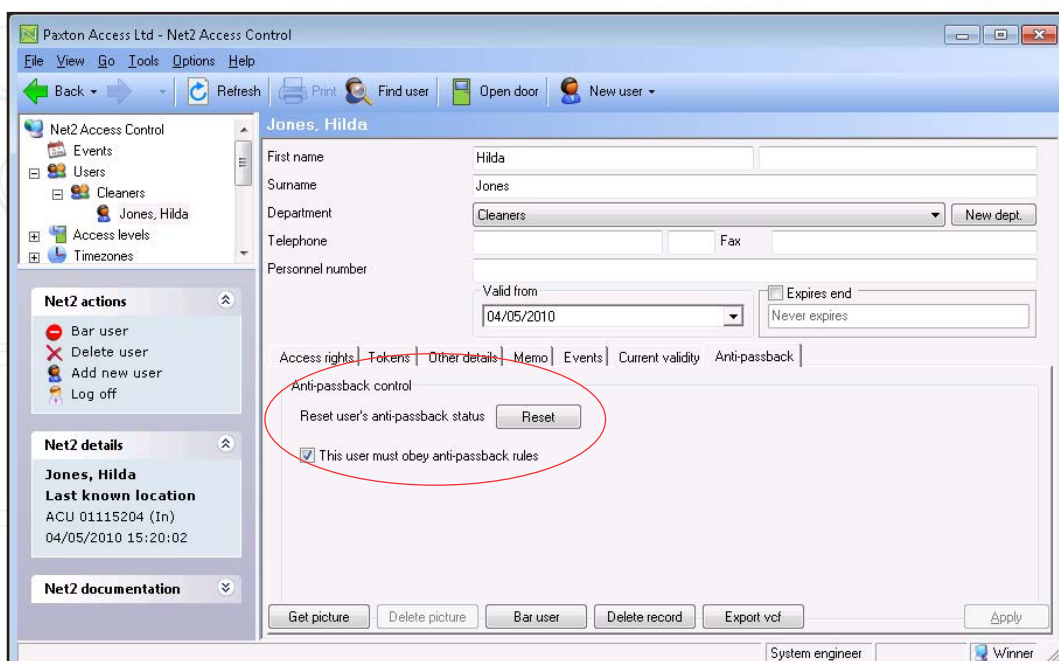 Paxton Access Ltd - Net2 Access Control
File View Go Tools Options Help
Back Refresh Print Find user Open door New user
Net2 Access Control
Events
Users
Cleaners
Jones, Hilda
Access levels
Timezones
Net2 actions
Bar user
Delete user
Add new user
Log off
Net2 details
Jones, Hilda
Last known location
ACU 01115204 (In)
04/05/2010 15:20:02
Net2 documentation
Jones, Hilda
First name Hilda
Surname Jones
Department Cleaners New dept.
Telephone Fax
Personnel number
Valid from Expires end
04/05/2010 Never expires
Access rights Tokens Other details Memo Events Current validity Anti-passback
Anti-passback control
Reset user's anti-passback status Reset
This user must obey anti-passback rules
Get picture Delete picture Bar user Delete record Export vcf Apply
System engineer Winner